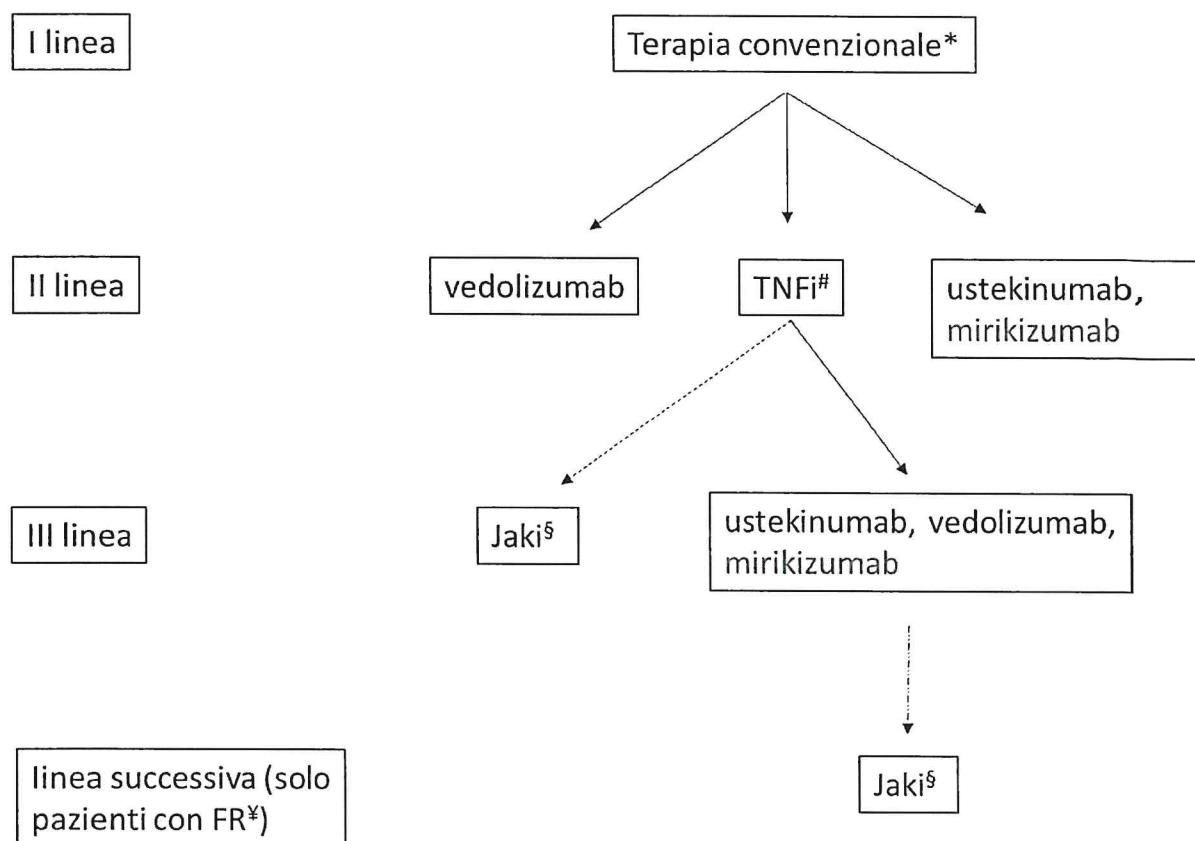 I linea
Terapia convenzionale*
II linea
vedolizumab
TNFi#
ustekinumab,
mirikizumab
III linea
Jaki§
ustekinumab, vedolizumab,
mirikizumab
linea successiva (solo
pazienti con FR¥)
Jaki§